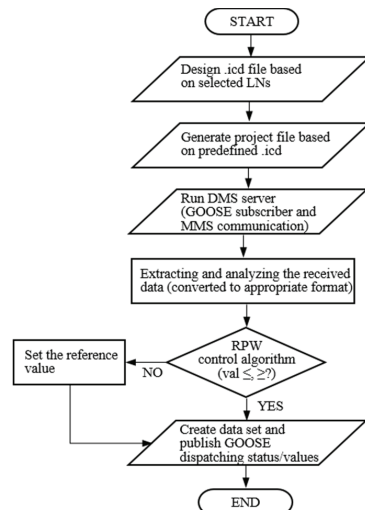 START
Design .icd file based
on selected LNs
Generate project file based
on predefined .icd
Run DMS server
(GOOSE subscriber and
MMS communication)
Extracting and analyzing the received
data (converted to appropriate format)
RPW
control algorithm
(val ≤, ≥?)
NO
Set the reference
value
YES
Create data set and
publish GOOSE
dispatching status/values
END